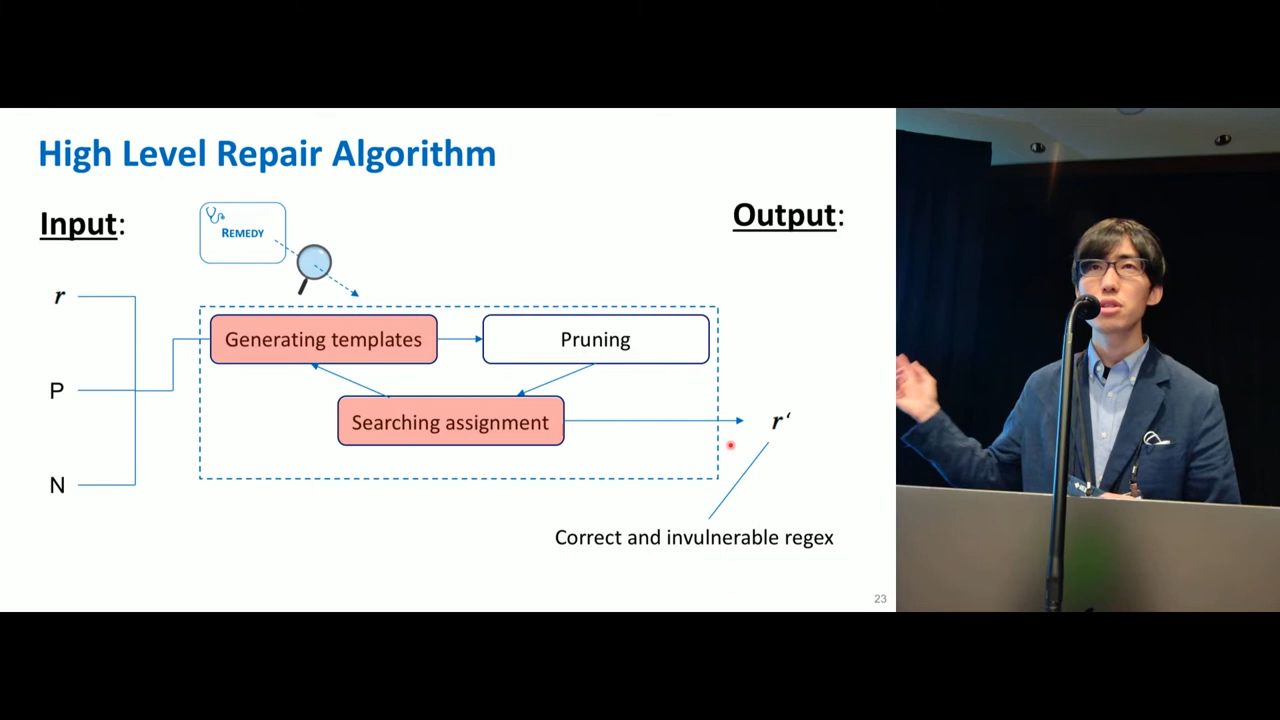 High Level Repair Algorithm
Input:
Output:
REMEDY
r
P
N
Generating templates
Pruning
Searching assignment
r‘
Correct and invulnerable regex
23